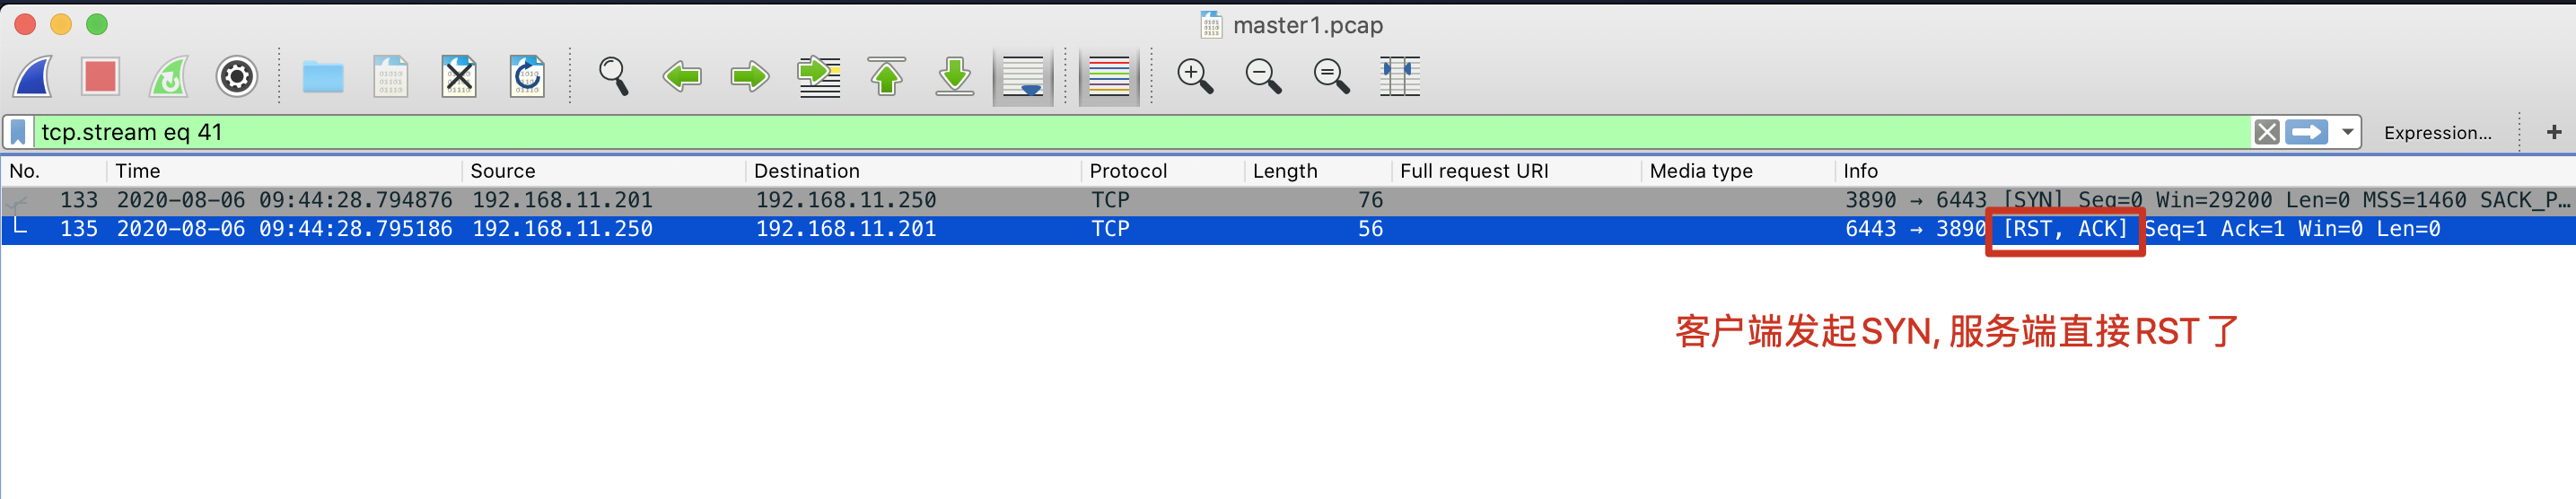 master1.pcap
tcp.stream eq 41
Expression...
+
No. Time Source Destination Protocol Length Full request URI Media type Info
133 2020-08-06 09:44:28.794876 192.168.11.201 192.168.11.250 TCP 76 3890 → 6443 [SYN] Seq=0 Win=29200 Len=0 MSS=1460 SACK_P…
135 2020-08-06 09:44:28.795186 192.168.11.250 192.168.11.201 TCP 56 6443 → 3890 [RST, ACK] Seq=1 Ack=1 Win=0 Len=0
客户端发起SYN, 服务端直接RST了